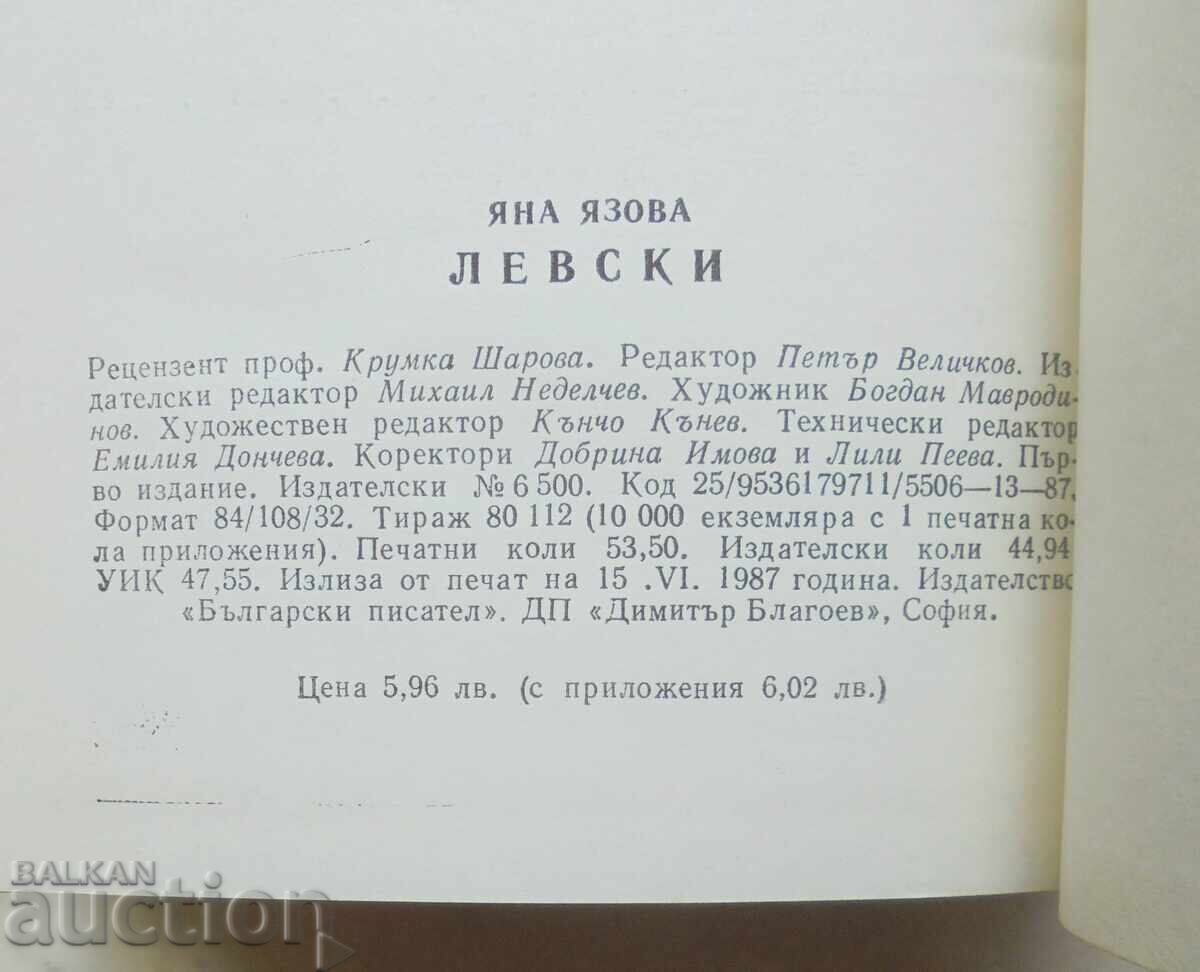 ЯНА ЯЗОВА
ЛЕВСКИ
Рецензент проф. Крумка Шарова. Редактор Петър Величков. Из-
дателски редактор Михаил Неделчев. Художник Богдан Мавроди-
нов. Художествен редактор Кънчо Кънев. Технически редактор
Емилия Дончева. Коректори Добрина Имова и Лили Пеева. Пър-
во издание. Издателски № 6 500. Код 25/9536179711/5506—13—87.
Формат 84/108/32. Тираж 80 112 (10 000 екземляра с 1 печатна ко-
ла приложения). Печатни коли 53,50. Издателски коли 44,94
УИК 47,55. Излиза от печат на 15 .VI. 1987 година. Издателство
«Български писател». ДП «Димитър Благоев», София.
Цена 5,96 лв. (с приложения 6,02 лв.)
BALKAN
auction